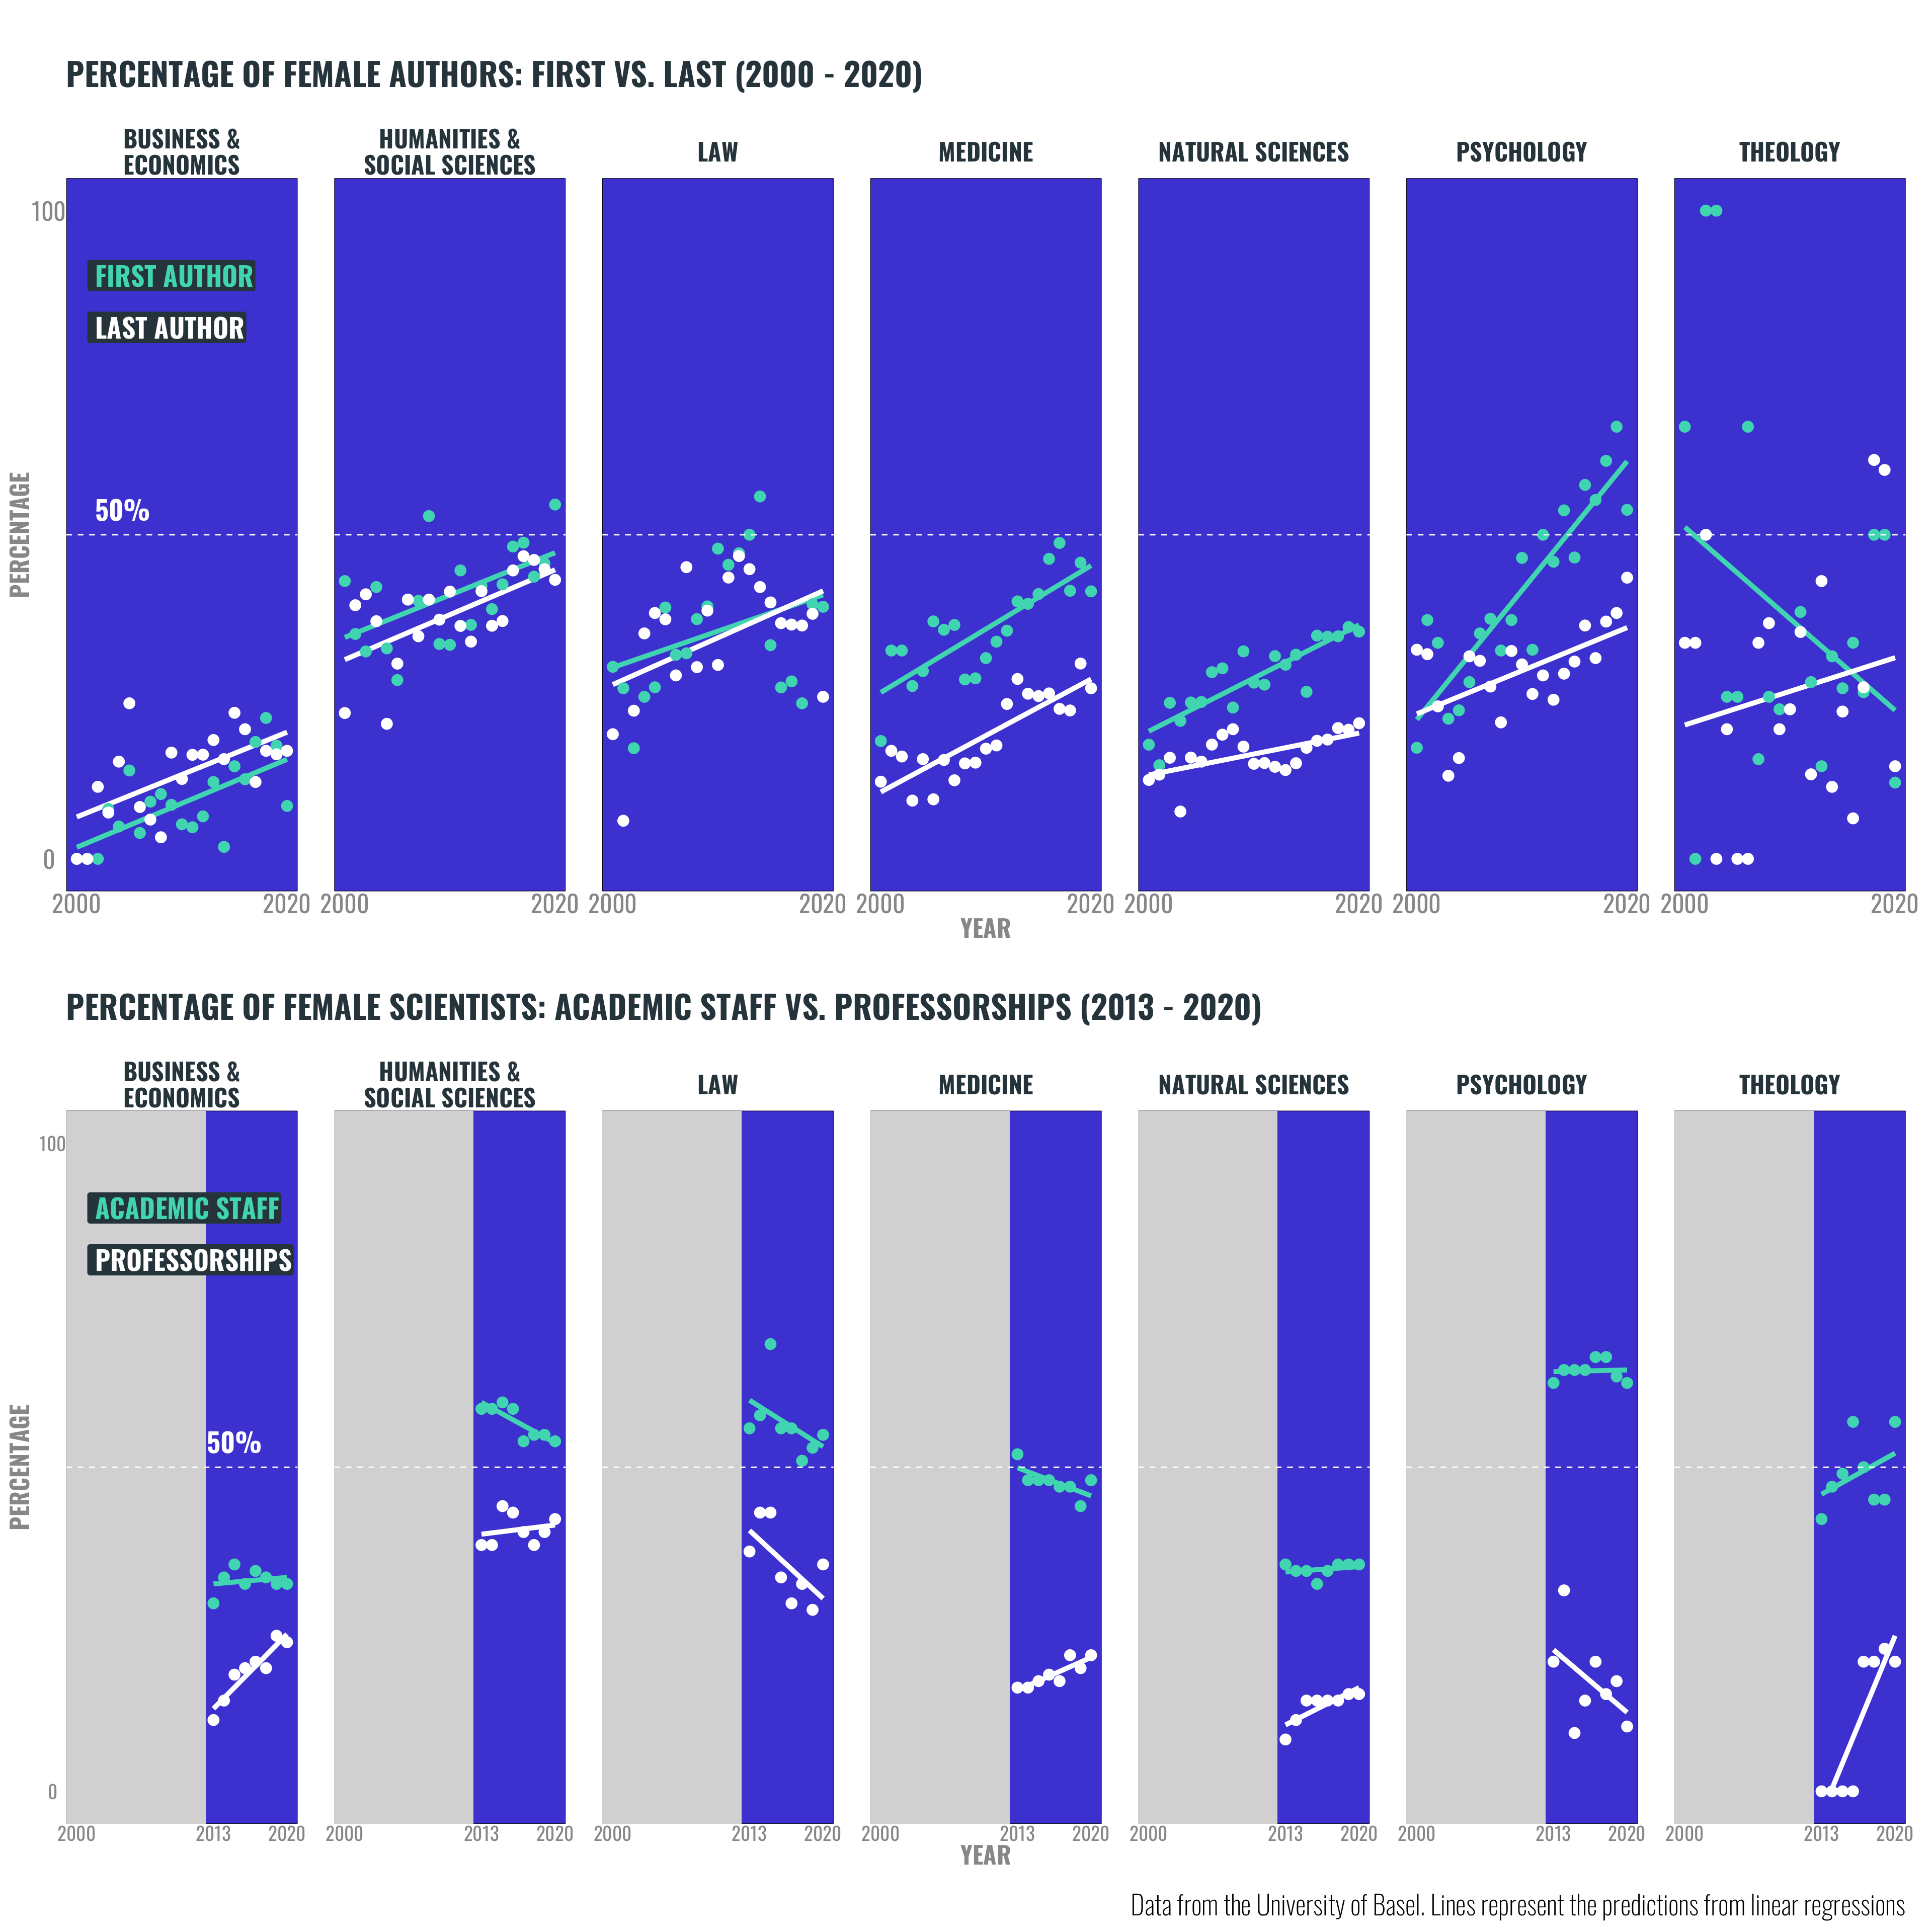 PERCENTAGE OF FEMALE AUTHORS: FIRST VS. LAST (2000 - 2020)
BUSINESS &
ECONOMICS
HUMANITIES &
SOCIAL SCIENCES
LAW
MEDICINE
NATURAL SCIENCES
PSYCHOLOGY
THEOLOGY
100
FIRST AUTHOR
LAST AUTHOR
50%
PERCENTAGE
0
2000 2020 2000 2020 2000 2020 2000 2020 2000 2020 2000 2020 2000 2020
YEAR
PERCENTAGE OF FEMALE SCIENTISTS: ACADEMIC STAFF VS. PROFESSORSHIPS (2013 - 2020)
BUSINESS &
ECONOMICS
HUMANITIES &
SOCIAL SCIENCES
LAW
MEDICINE
NATURAL SCIENCES
PSYCHOLOGY
THEOLOGY
100
ACADEMIC STAFF
PROFESSORSHIPS
50%
PERCENTAGE
0
2000 2013 2020 2000 2013 2020 2000 2013 2020 2000 2013 2020 2000 2013 2020 2000 2013 2020 2000 2013 2020
YEAR
Data from the University of Basel. Lines represent the predictions from linear regressions